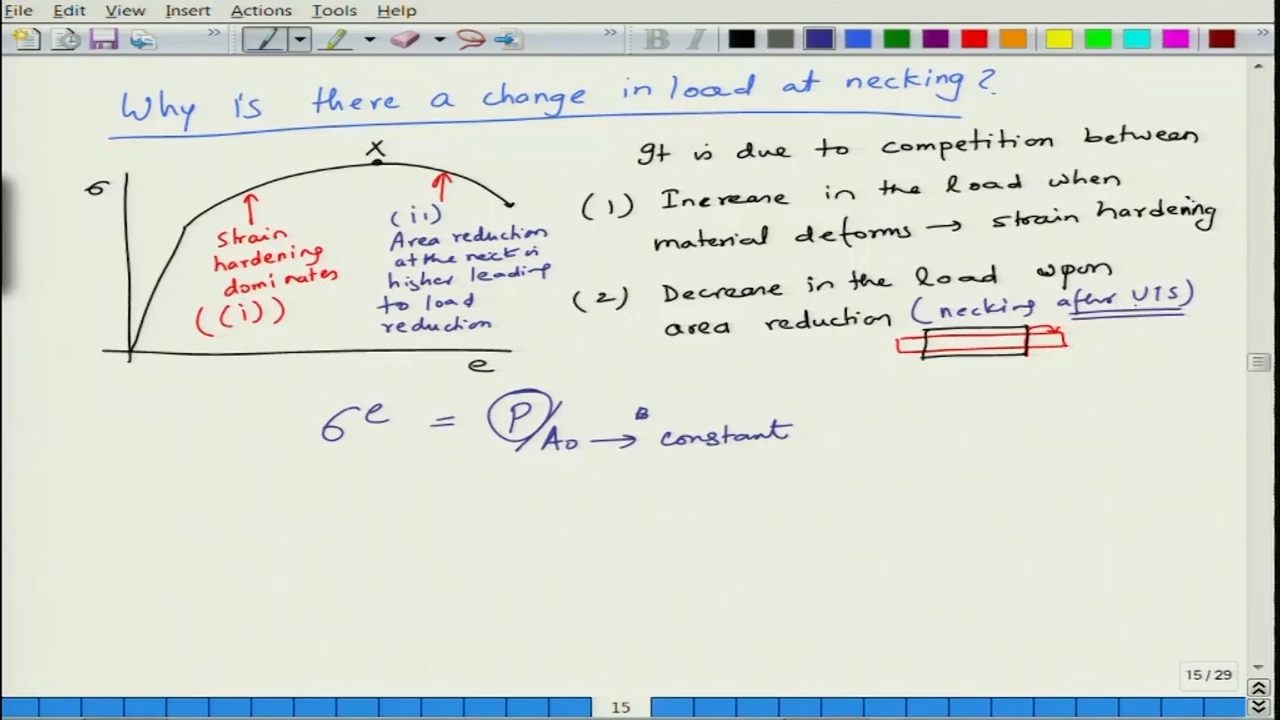 File Edit View Insert Actions Tools Help
Why is there a change in load at necking?
σ
X
Strain
hardening
dominates
((i))
(ii)
Area reduction
at the neck is
higher leading
to load
reduction
e
It is due to competition between
(1) Increase in the load when
material deforms → strain hardening
(2) Decrease in the load upon
area reduction (necking after UTS)
σe = P/A0 → constant
15 / 29
15